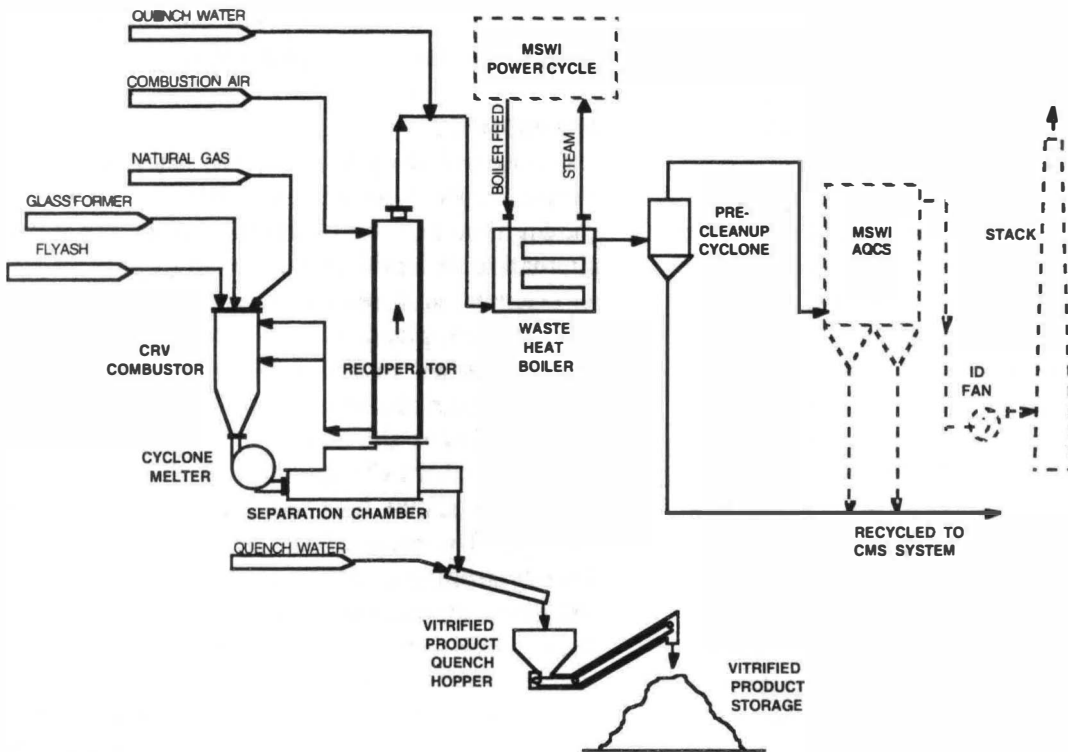 QUENCH WATER
COMBUSTION AIR
NATURAL GAS
GLASS FORMER
FLYASH
CRV
COMBUSTOR
CYCLONE
MELTER
SEPARATION CHAMBER
RECUPERATOR
MSWI
POWER CYCLE
BOILER FEED
STEAM
WASTE
HEAT
BOILER
PRE-
CLEANUP
CYCLONE
MSWI
AQCS
STACK
ID
FAN
RECYCLED TO
CMS SYSTEM
QUENCH WATER
VITRIFIED
PRODUCT
QUENCH
HOPPER
VITRIFIED
PRODUCT
STORAGE